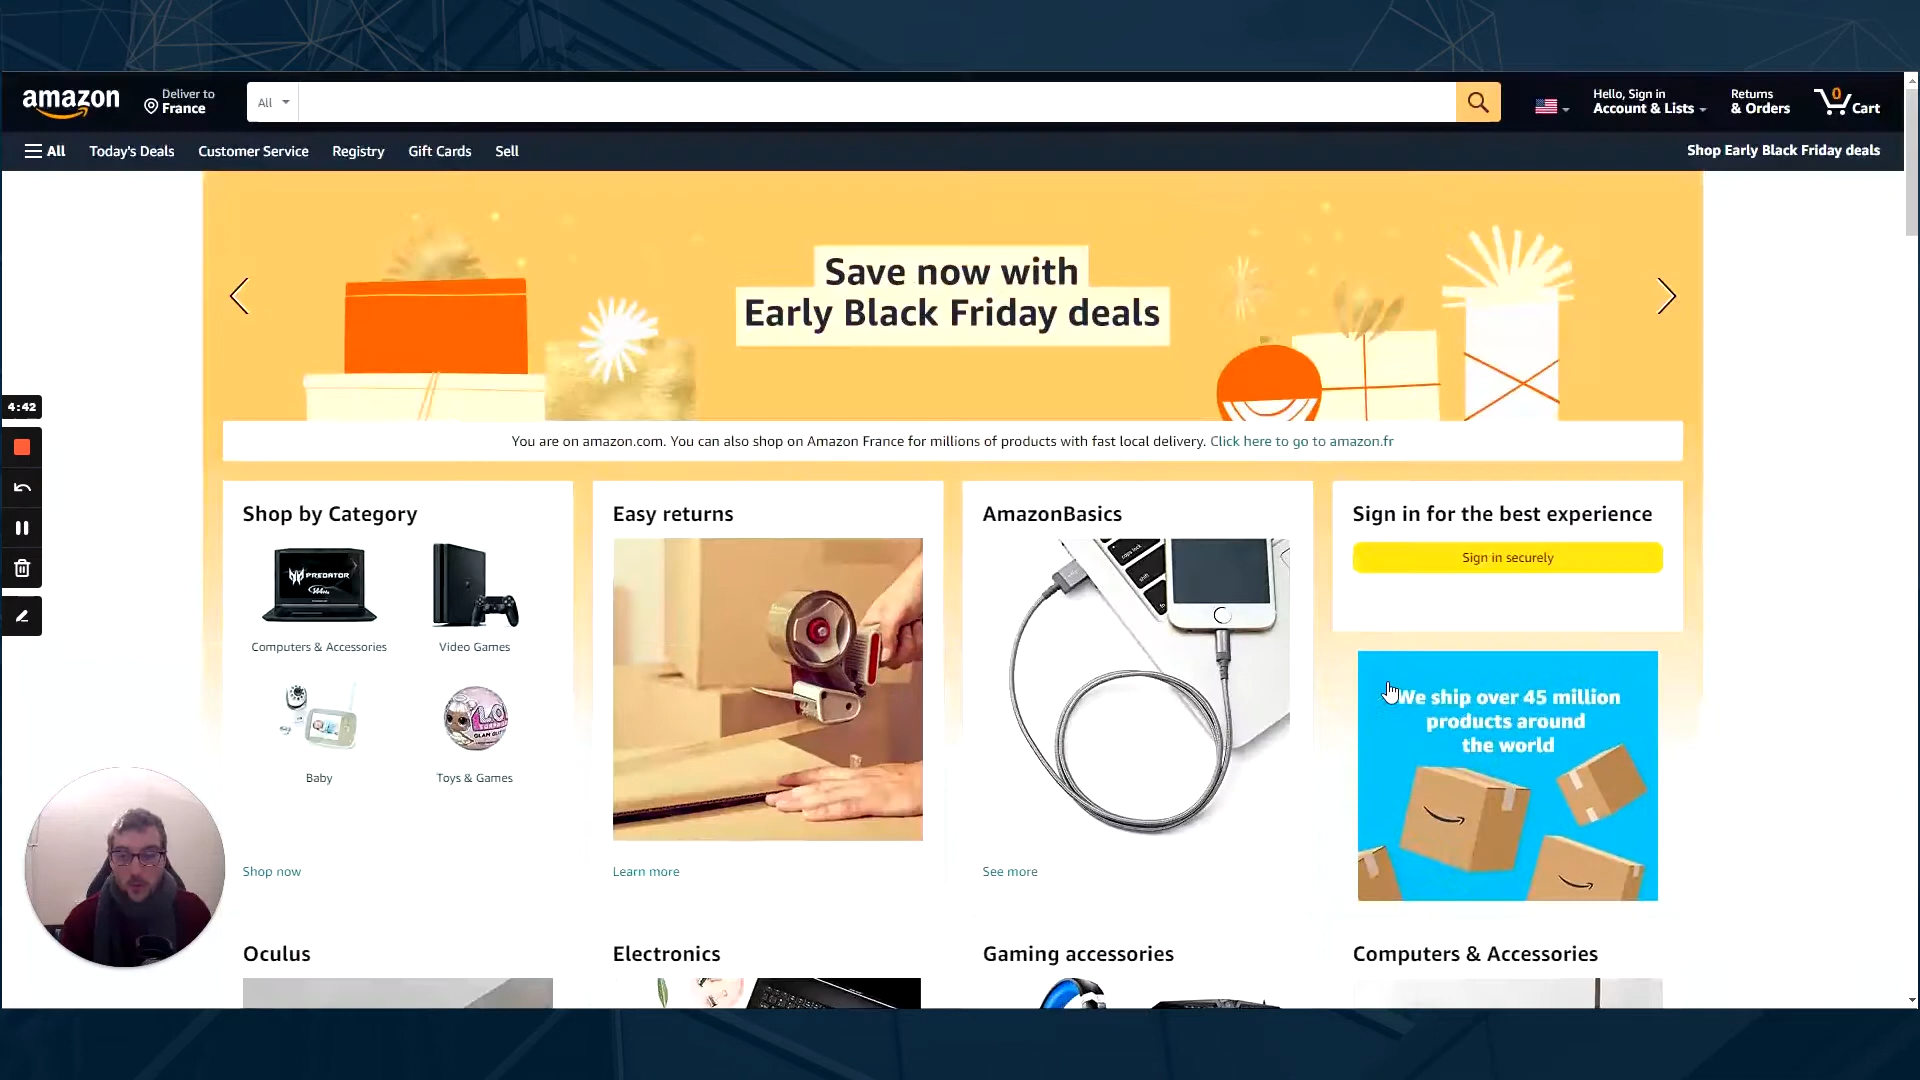 amazon
Deliver to
France
All
Hello, Sign in
Account & Lists
Returns
& Orders
0
Cart
All
Today's Deals
Customer Service
Registry
Gift Cards
Sell
Shop Early Black Friday deals
Save now with
Early Black Friday deals
4:42
You are on amazon.com. You can also shop on Amazon France for millions of products with fast local delivery. Click here to go to amazon.fr
Shop by Category
Easy returns
AmazonBasics
Sign in for the best experience
Sign in securely
PREDATOR
caps lock
shift
Computers & Accessories
Video Games
We ship over 45 million
products around
the world
Baby
Toys & Games
Shop now
Learn more
See more
Oculus
Electronics
Gaming accessories
Computers & Accessories